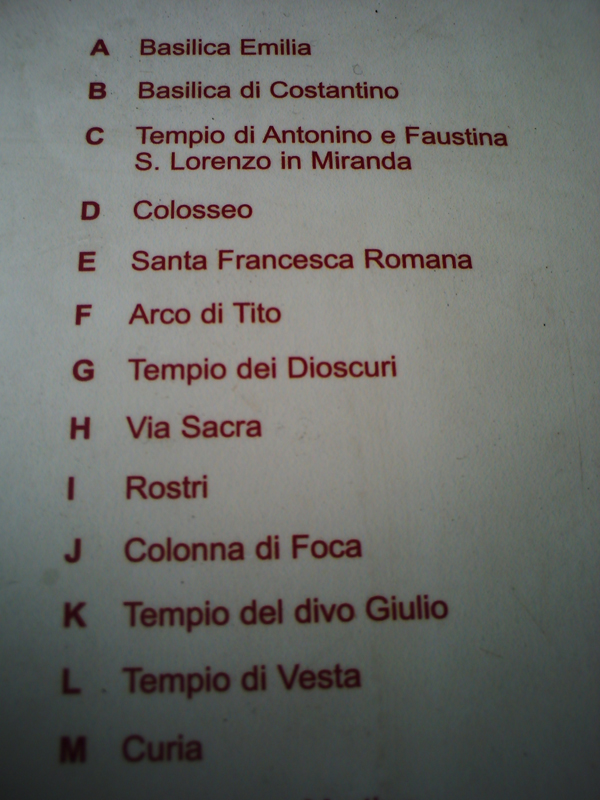 A Basilica Emilia
B Basilica di Costantino
C Tempio di Antonino e Faustina
S. Lorenzo in Miranda
D Colosseo
E Santa Francesca Romana
F Arco di Tito
G Tempio dei Dioscuri
H Via Sacra
I Rostri
J Colonna di Foca
K Tempio del divo Giulio
L Tempio di Vesta
M Curia